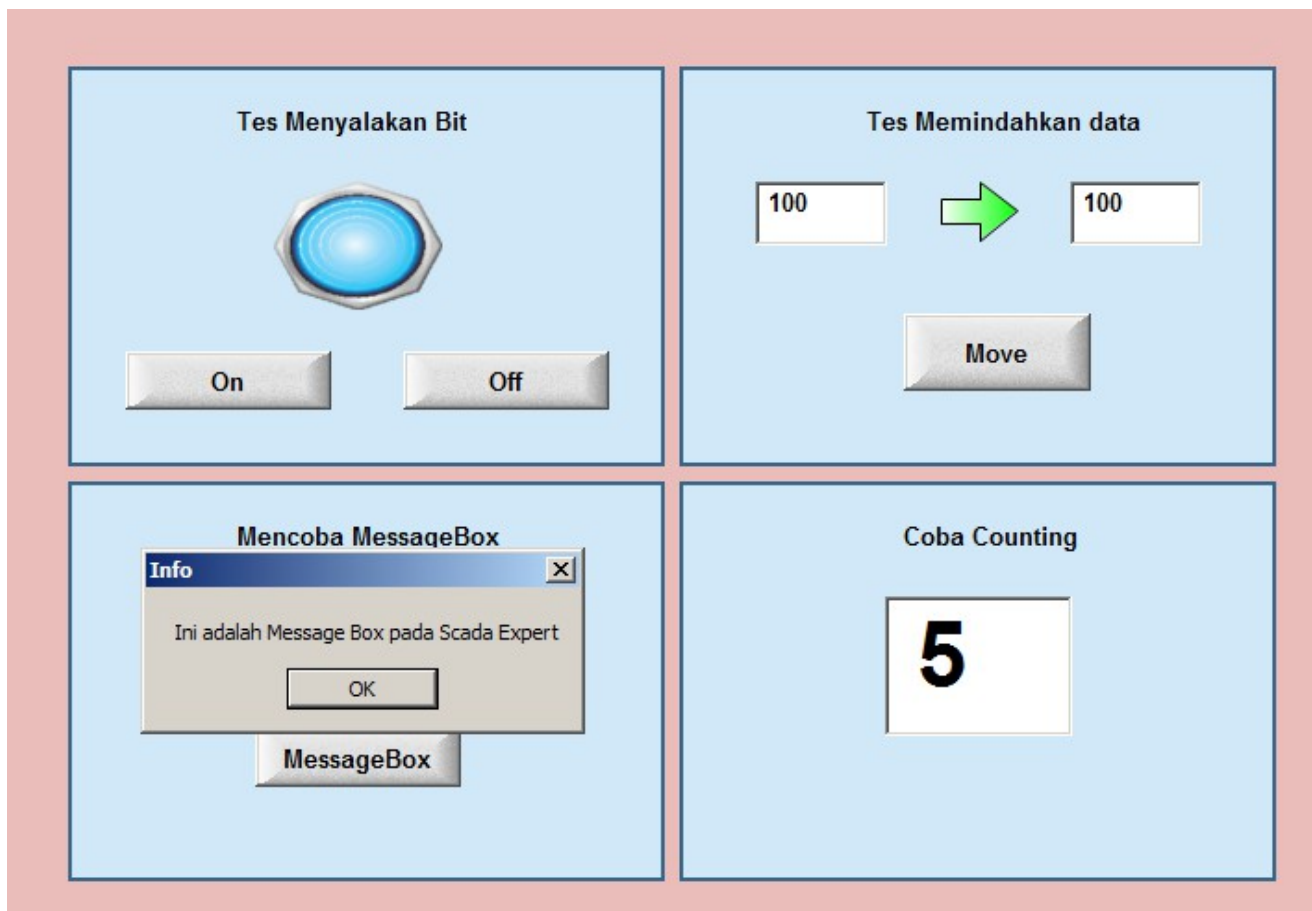 Tes Menyalakan Bit
On
Off
Tes Memindahkan data
100
100
Move
Mencoba MessageBox
Info
Ini adalah Message Box pada Scada Expert
OK
MessageBox
Coba Counting
5